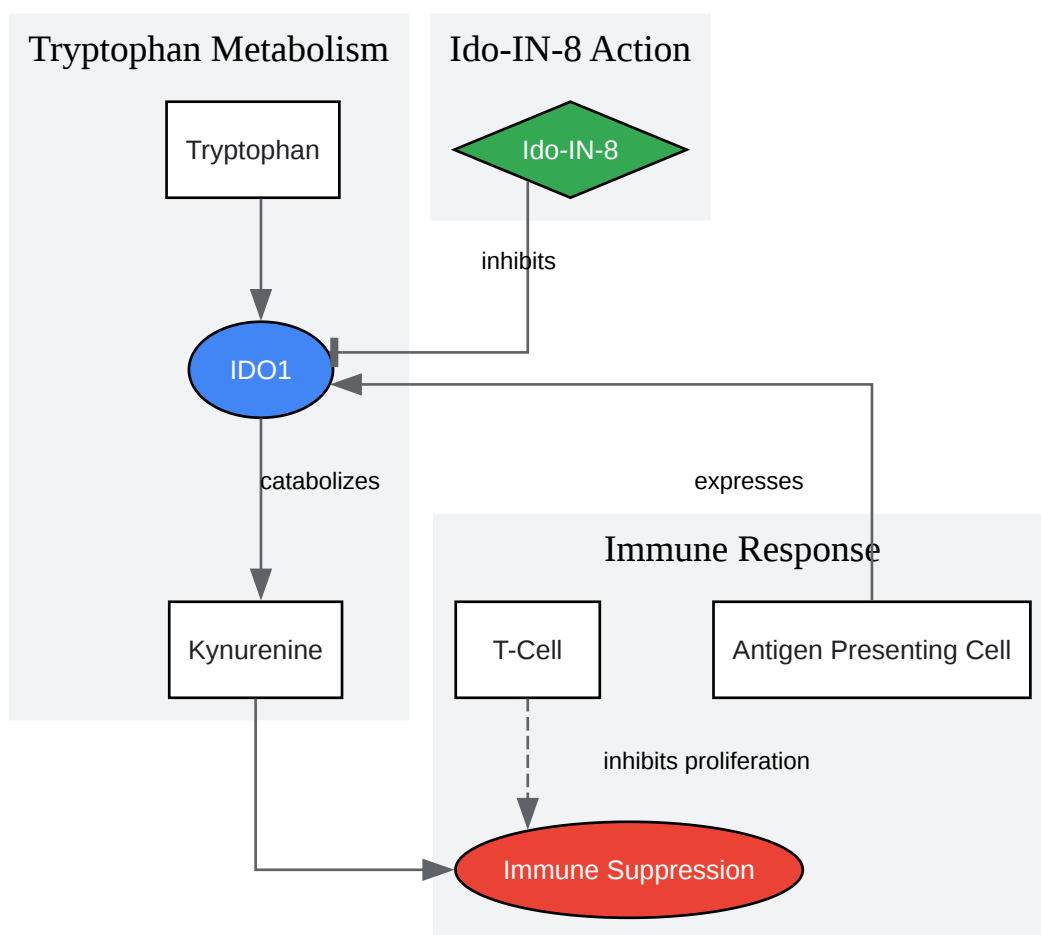 Tryptophan Metabolism
Ido-IN-8 Action
Tryptophan
Ido-IN-8
inhibits
IDO1
catabolizes
expresses
Immune Response
Kynurenine
T-Cell
Antigen Presenting Cell
inhibits proliferation
Immune Suppression